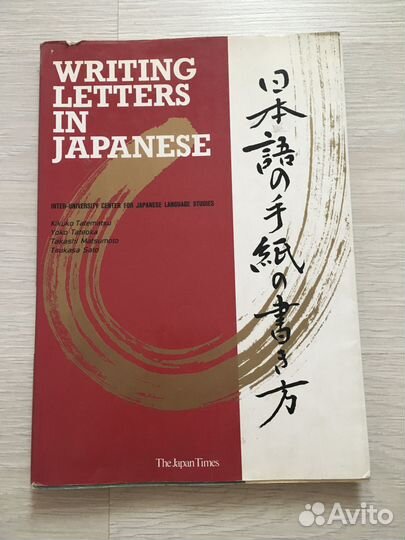 WRITING
LETTERS
IN
JAPANESE
INTER-UNIVERSITY CENTER FOR JAPANESE LANGUAGE STUDIES
Kikuko Tatematsu
Yoko Tateoka
Takashi Matsumoto
Tsukasa Sato
日本語の手紙の書き方
The Japan Times
Avito